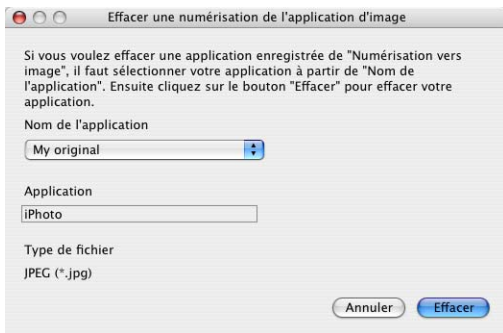 Effacer une numérisation de l'application d'image
Si vous voulez effacer une application enregistrée de "Numérisation vers
image", il faut sélectionner votre application à partir de "Nom de
l'application". Ensuite cliquez sur le bouton "Effacer" pour effacer votre
application.
Nom de l'application
My original
Application
iPhoto
Type de fichier
JPEG (*.jpg)
Annuler
Effacer